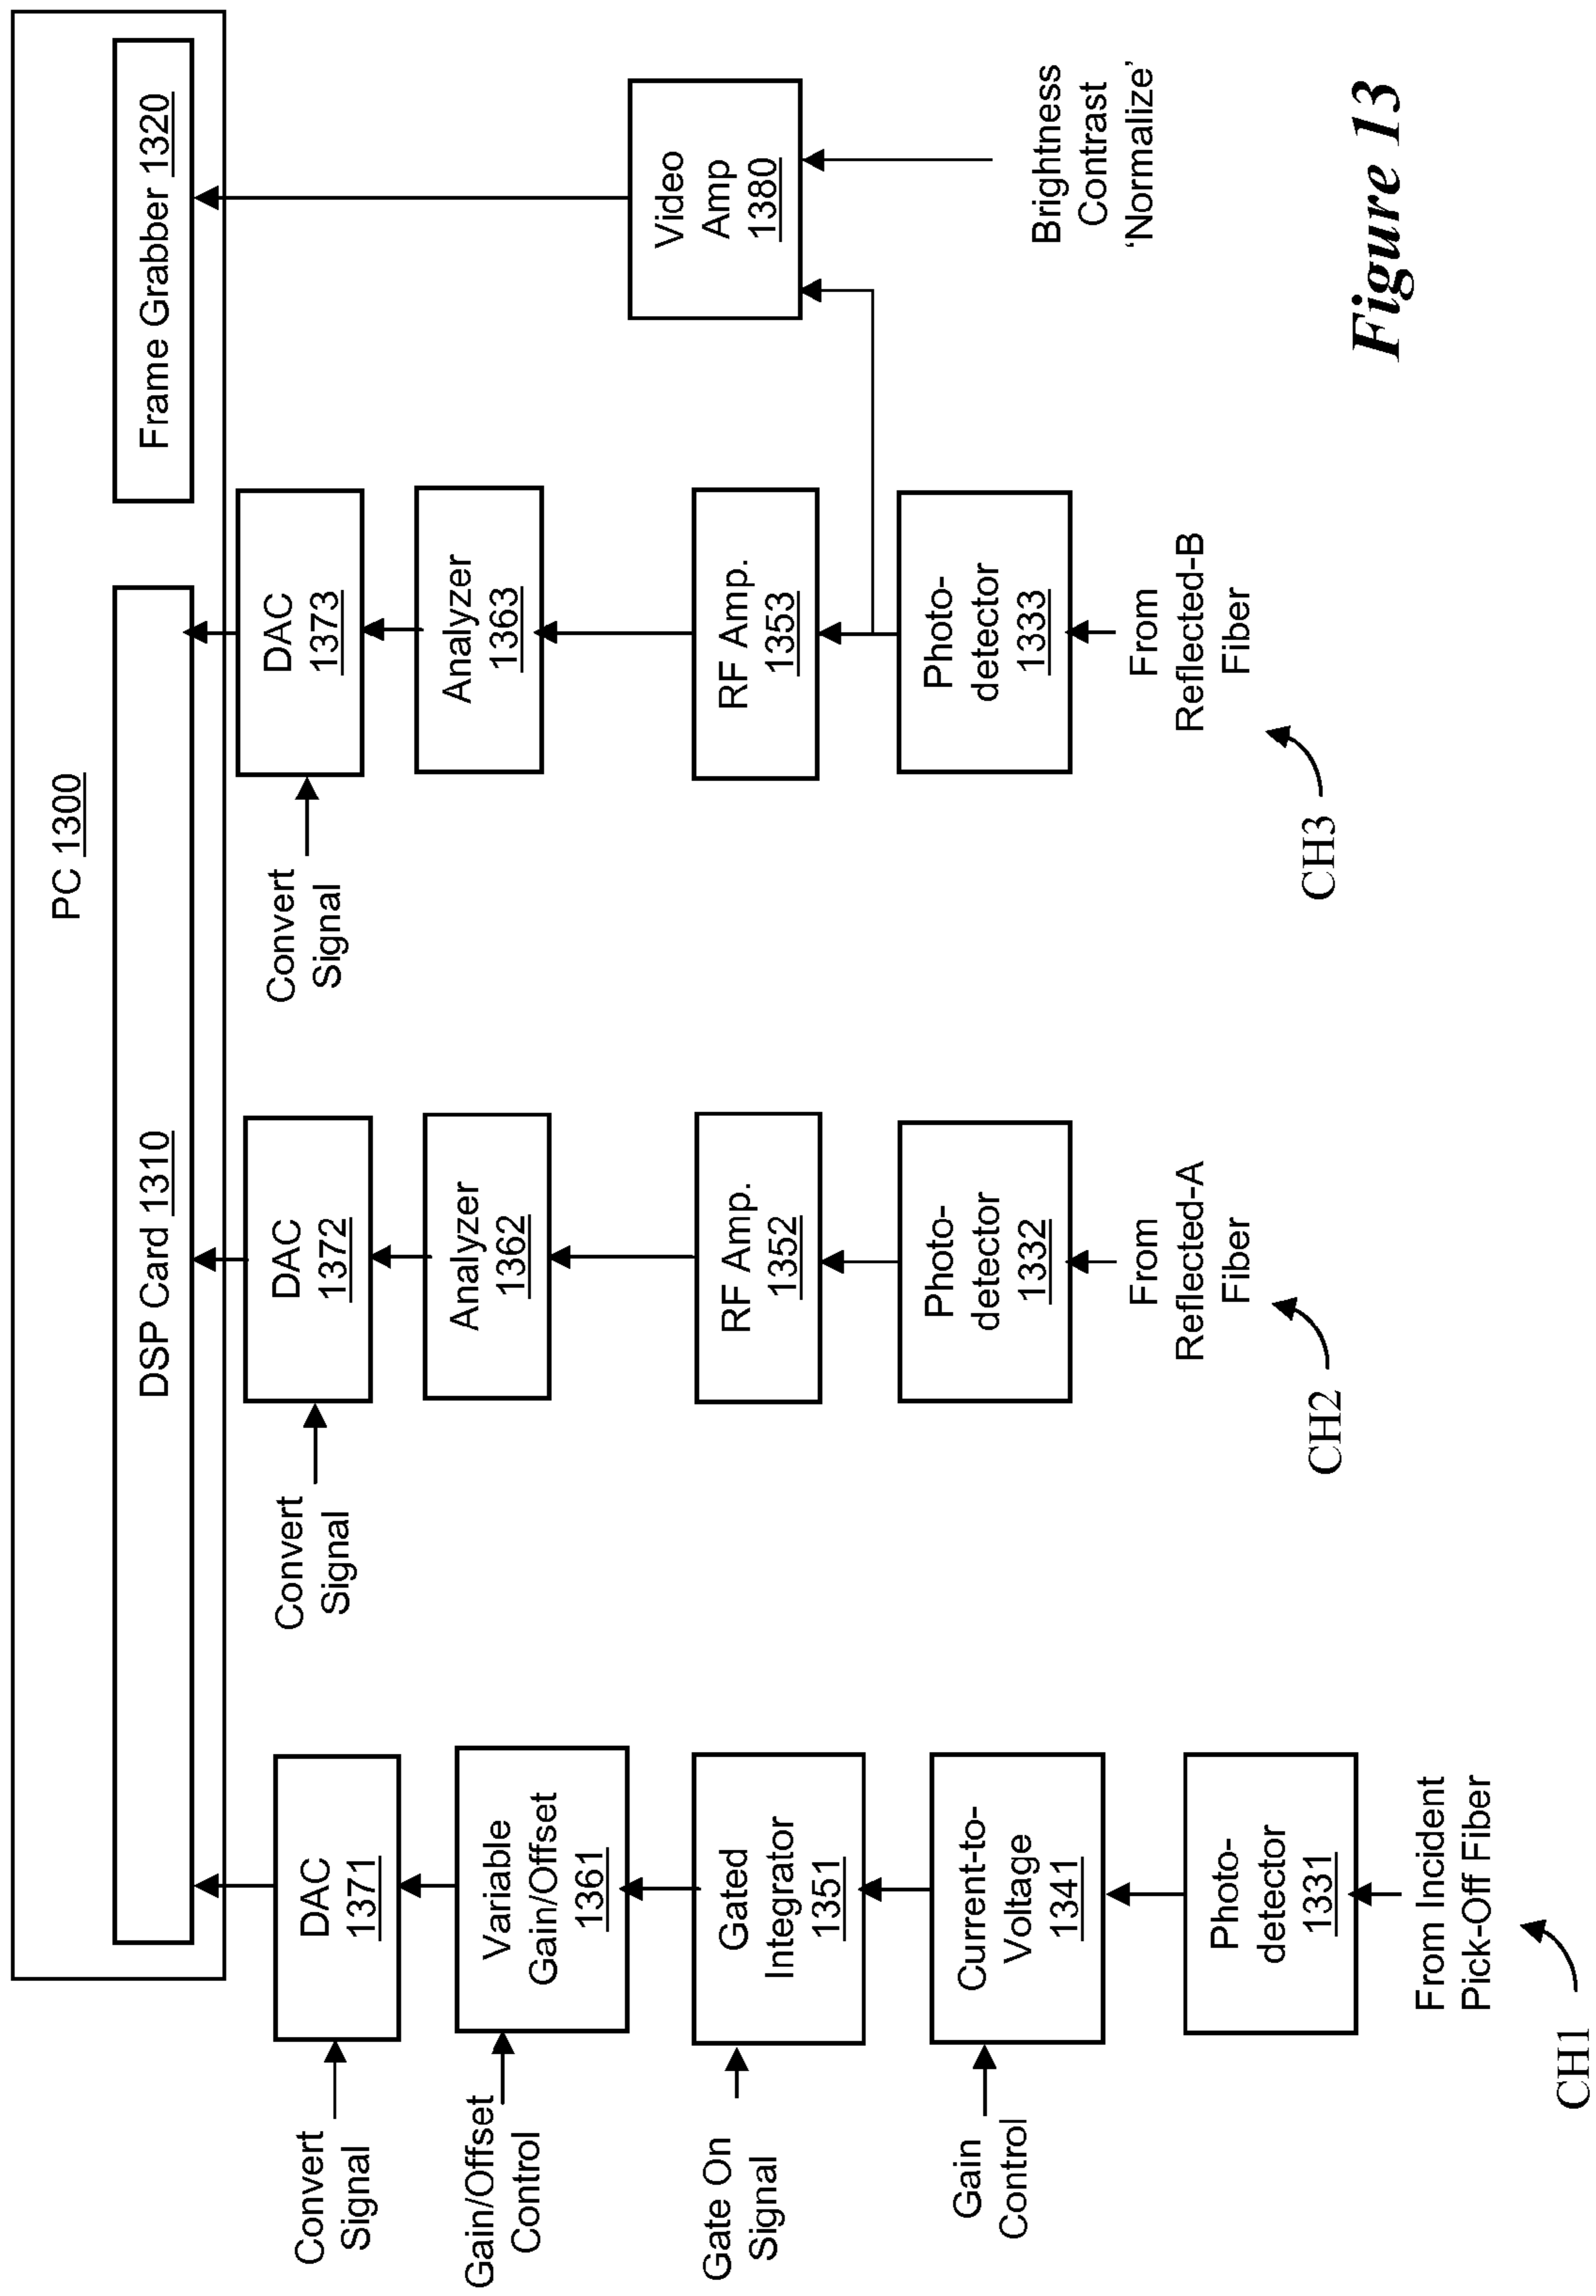 PC 1300
DSP Card 1310
Frame Grabber 1320
Convert
Signal
DAC
1371
Convert
Signal
DAC
1372
Convert
Signal
DAC
1373
Gain/Offset
Control
Variable
Gain/Offset
1361
Analyzer
1362
Analyzer
1363
Gate On
Signal
Gated
Integrator
1351
RF Amp.
1352
RF Amp.
1353
Video
Amp
1380
Gain
Control
Current-to-
Voltage
1341
Photo-
detector
1332
Photo-
detector
1333
Brightness
Contrast
‘Normalize’
Photo-
detector
1331
From
Reflected-A
Fiber
From
Reflected-B
Fiber
From Incident
Pick-Off Fiber
CH1
CH2
CH3
Figure 13